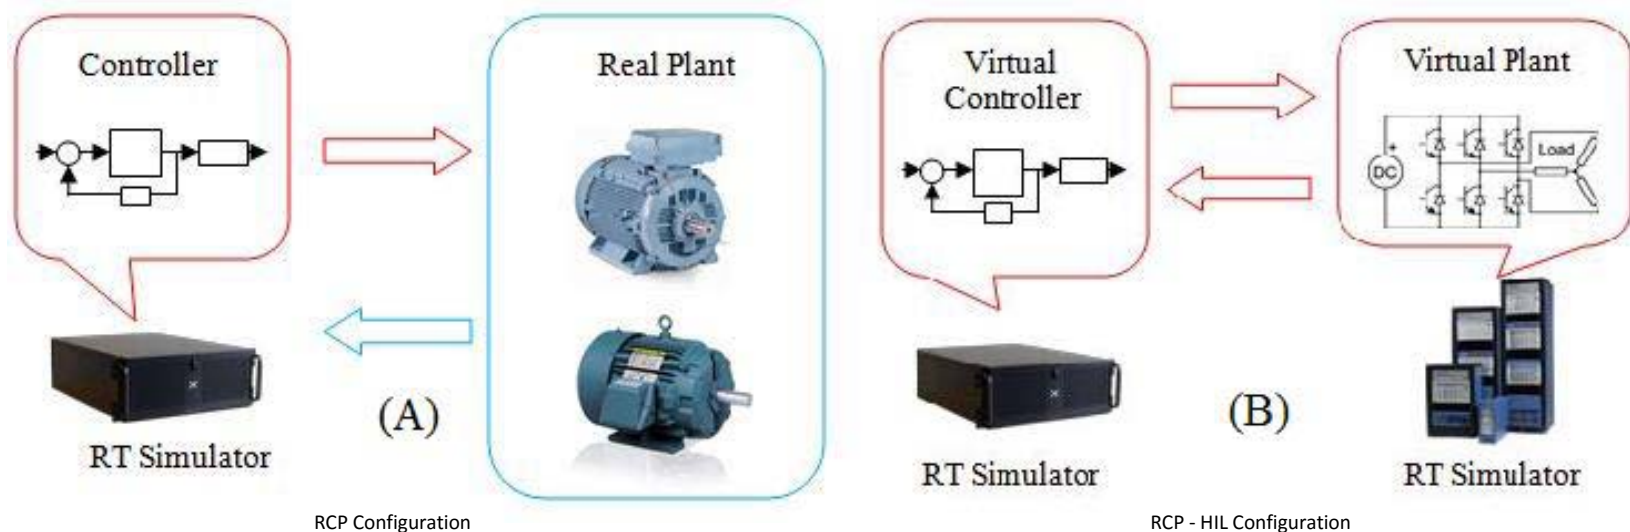 Controller
Real Plant
RT Simulator
(A)
RCP Configuration
Virtual
Controller
Virtual Plant
+
DC
Load
RT Simulator
(B)
RT Simulator
RCP - HIL Configuration